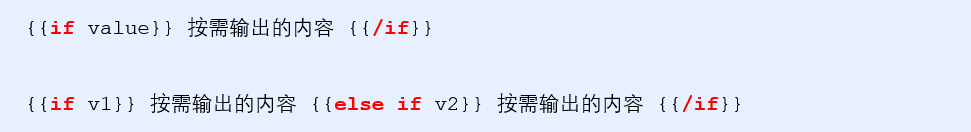 {{if value}} 按需输出的内容 {{/if}}
{{if v1}} 按需输出的内容 {{else if v2}} 按需输出的内容 {{/if}}